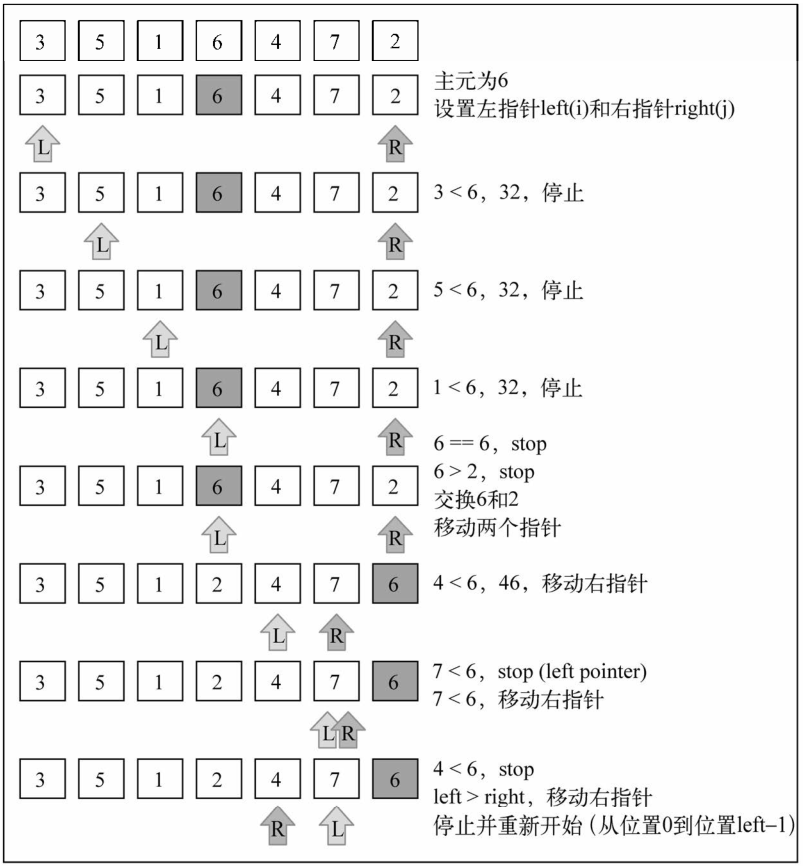 3 5 1 6 4 7 2
3 5 1 6 4 7 2
主元为6
设置左指针left(i)和右指针right(j)
L R
3 5 1 6 4 7 2
3 < 6，32，停止
L R
3 5 1 6 4 7 2
5 < 6，32，停止
L R
3 5 1 6 4 7 2
1 < 6，32，停止
L R
3 5 1 6 4 7 2
6 == 6，stop
6 > 2，stop
交换6和2
移动两个指针
L R
3 5 1 2 4 7 6
4 < 6，46，移动右指针
L R
3 5 1 2 4 7 6
7 < 6，stop (left pointer)
7 < 6，移动右指针
L R
3 5 1 2 4 7 6
4 < 6，stop
left > right，移动右指针
停止并重新开始（从位置0到位置left–1）
R L